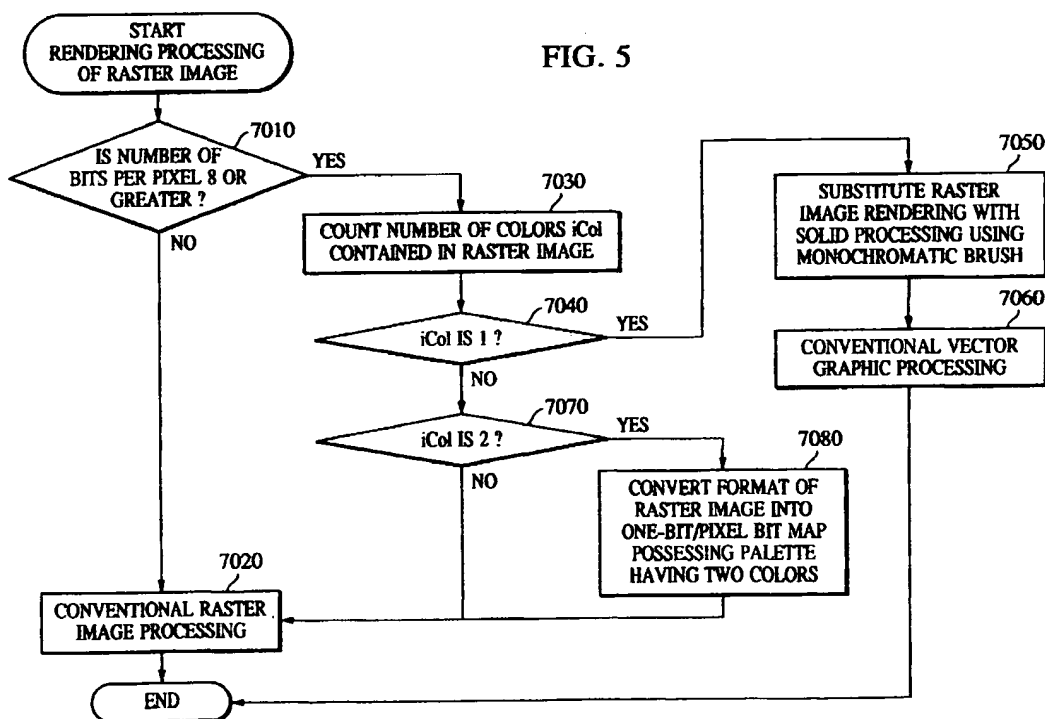 START
RENDERING PROCESSING
OF RASTER IMAGE
FIG. 5
7010
IS NUMBER OF
BITS PER PIXEL 8 OR
GREATER ?
YES
NO
7030
COUNT NUMBER OF COLORS iCol
CONTAINED IN RASTER IMAGE
7040
iCol IS 1 ?
YES
NO
7050
SUBSTITUTE RASTER
IMAGE RENDERING WITH
SOLID PROCESSING USING
MONOCHROMATIC BRUSH
7060
CONVENTIONAL VECTOR
GRAPHIC PROCESSING
7070
iCol IS 2 ?
YES
NO
7080
CONVERT FORMAT OF
RASTER IMAGE INTO
ONE-BIT/PIXEL BIT MAP
POSSESSING PALETTE
HAVING TWO COLORS
7020
CONVENTIONAL RASTER
IMAGE PROCESSING
END